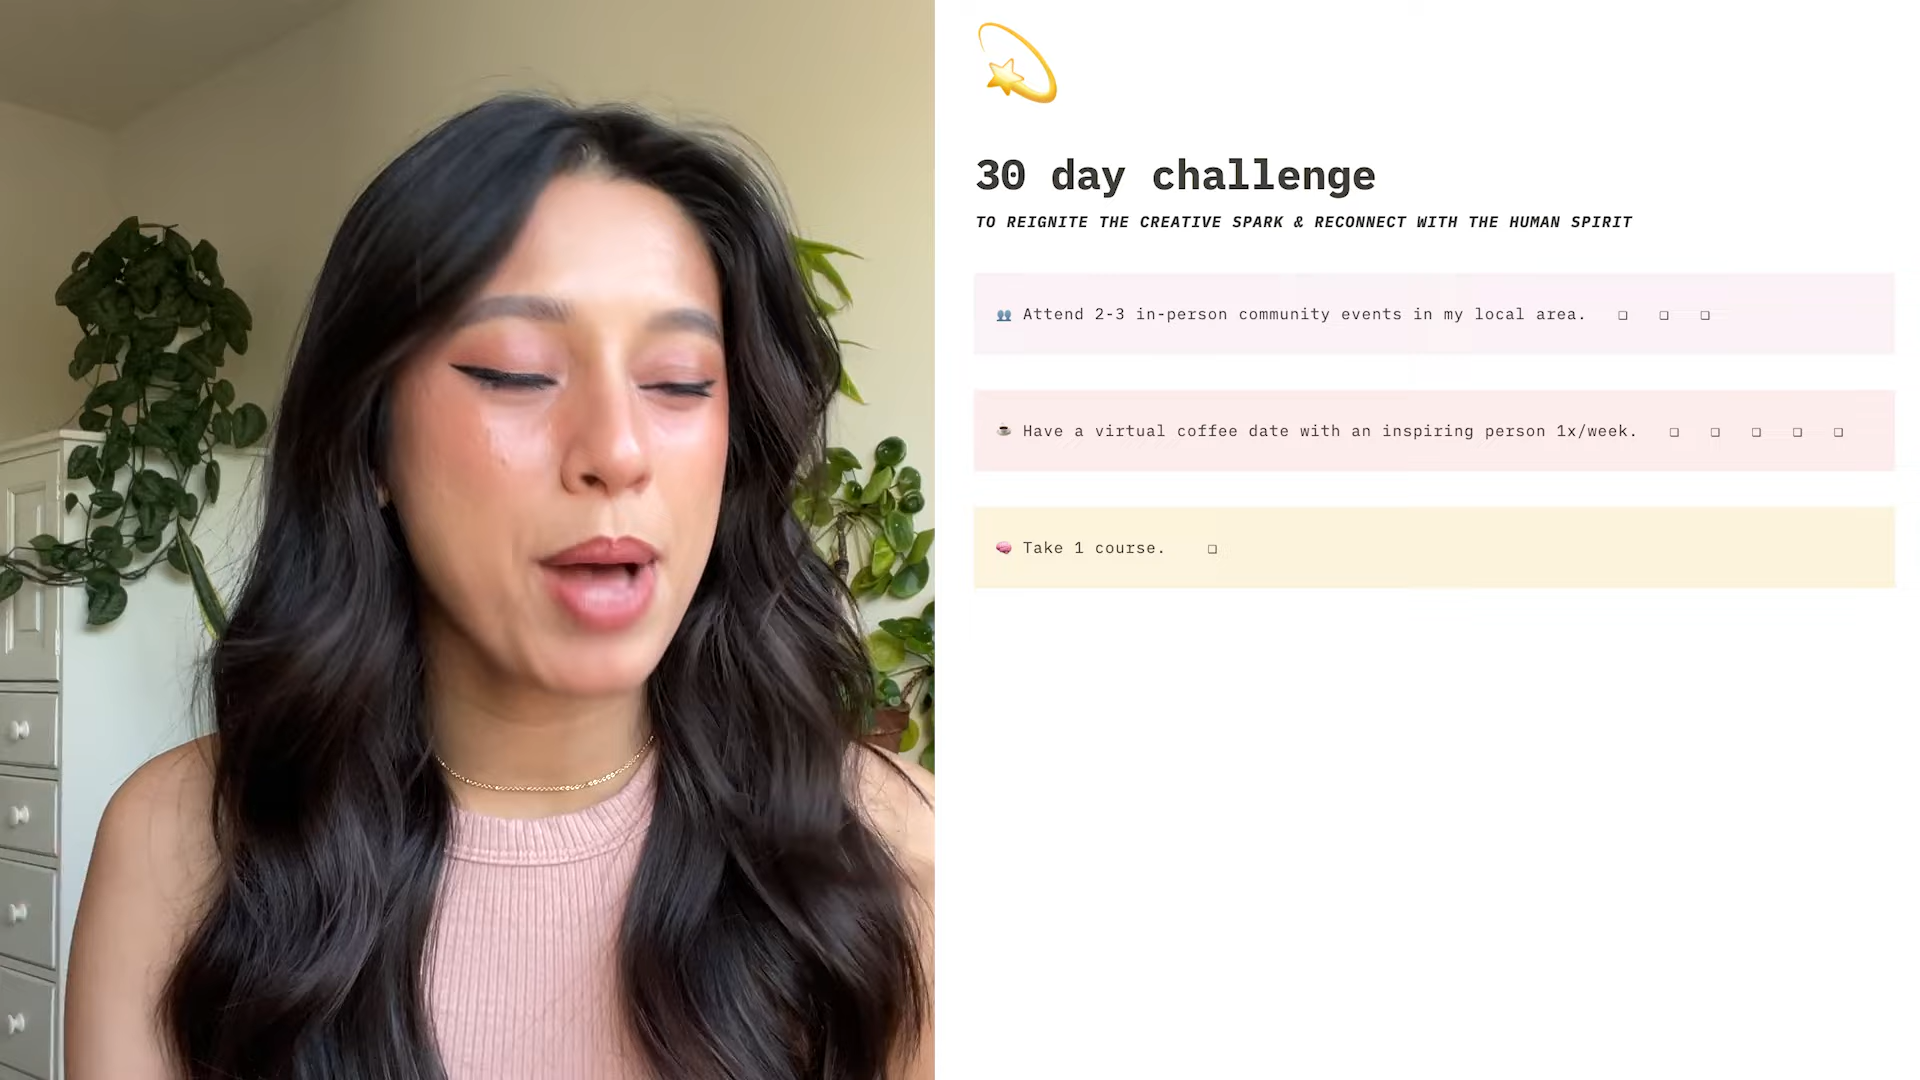 30 day challenge
TO REIGNITE THE CREATIVE SPARK & RECONNECT WITH THE HUMAN SPIRIT
👥 Attend 2-3 in-person community events in my local area. ❏ ❏ ❏
☕ Have a virtual coffee date with an inspiring person 1x/week. ❏ ❏ ❏ ❏ ❏
🧠 Take 1 course. ❏